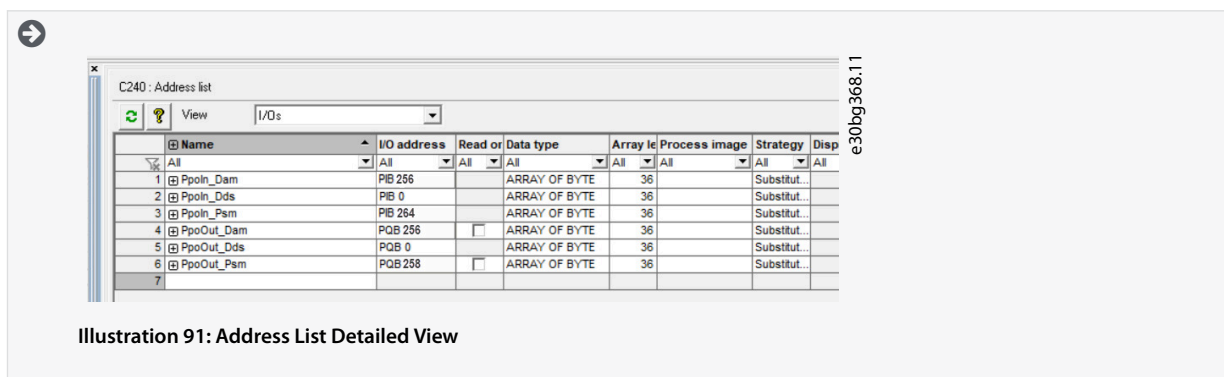 C240 : Address list
View I/Os
Name I/O address Read or Data type Array le Process image Strategy Disp
All All All All All All All All
1 PpoIn_Dam PIB 256 ARRAY OF BYTE 36 Substitut...
2 PpoIn_Dds PIB 0 ARRAY OF BYTE 36 Substitut...
3 PpoIn_Psm PIB 264 ARRAY OF BYTE 36 Substitut...
4 PpoOut_Dam PQB 256 ARRAY OF BYTE 36 Substitut...
5 PpoOut_Dds PQB 0 ARRAY OF BYTE 36 Substitut...
6 PpoOut_Psm PQB 258 ARRAY OF BYTE 36 Substitut...
7
e30bg368.11
Illustration 91: Address List Detailed View